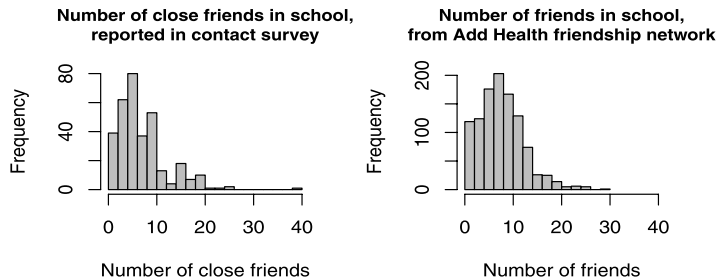 Number of close friends in school,
reported in contact survey
Frequency
0
40
80
0 10 20 30 40
Number of close friends
Number of friends in school,
from Add Health friendship network
Frequency
0
100
200
0 10 20 30 40
Number of friends